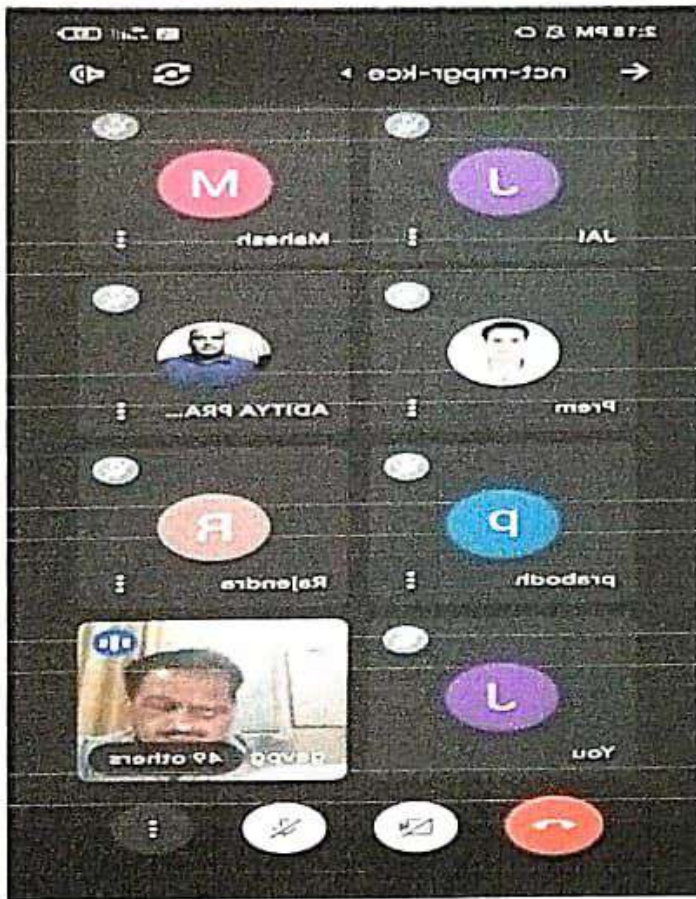 2:18 PM
nct-mpgr-kce
J
M
JAI
Mahesh
Prem
ADITYA PRA...
p
R
prabodh
Rajendra
J
You
49 others